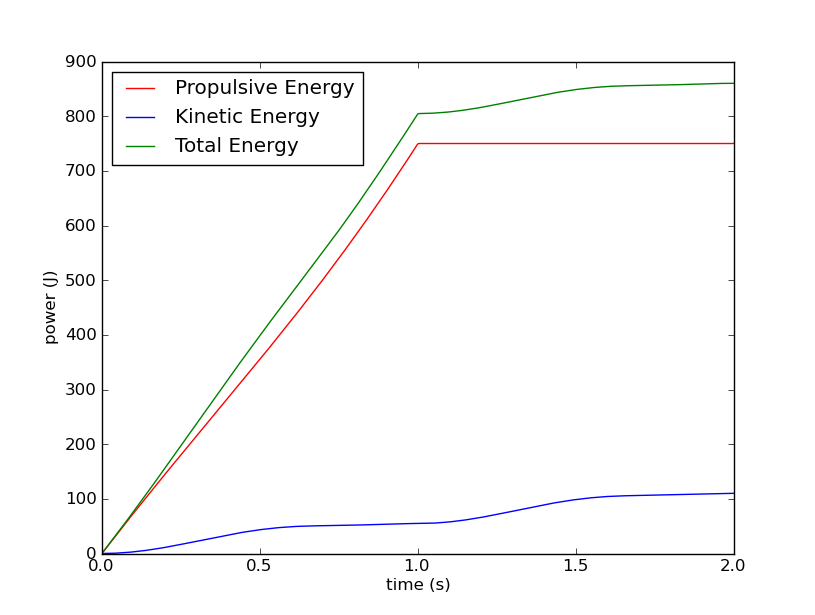 900
800
700
600
500
400
300
200
100
0
power (J)
Propulsive Energy
Kinetic Energy
Total Energy
0.0 0.5 1.0 1.5 2.0
time (s)